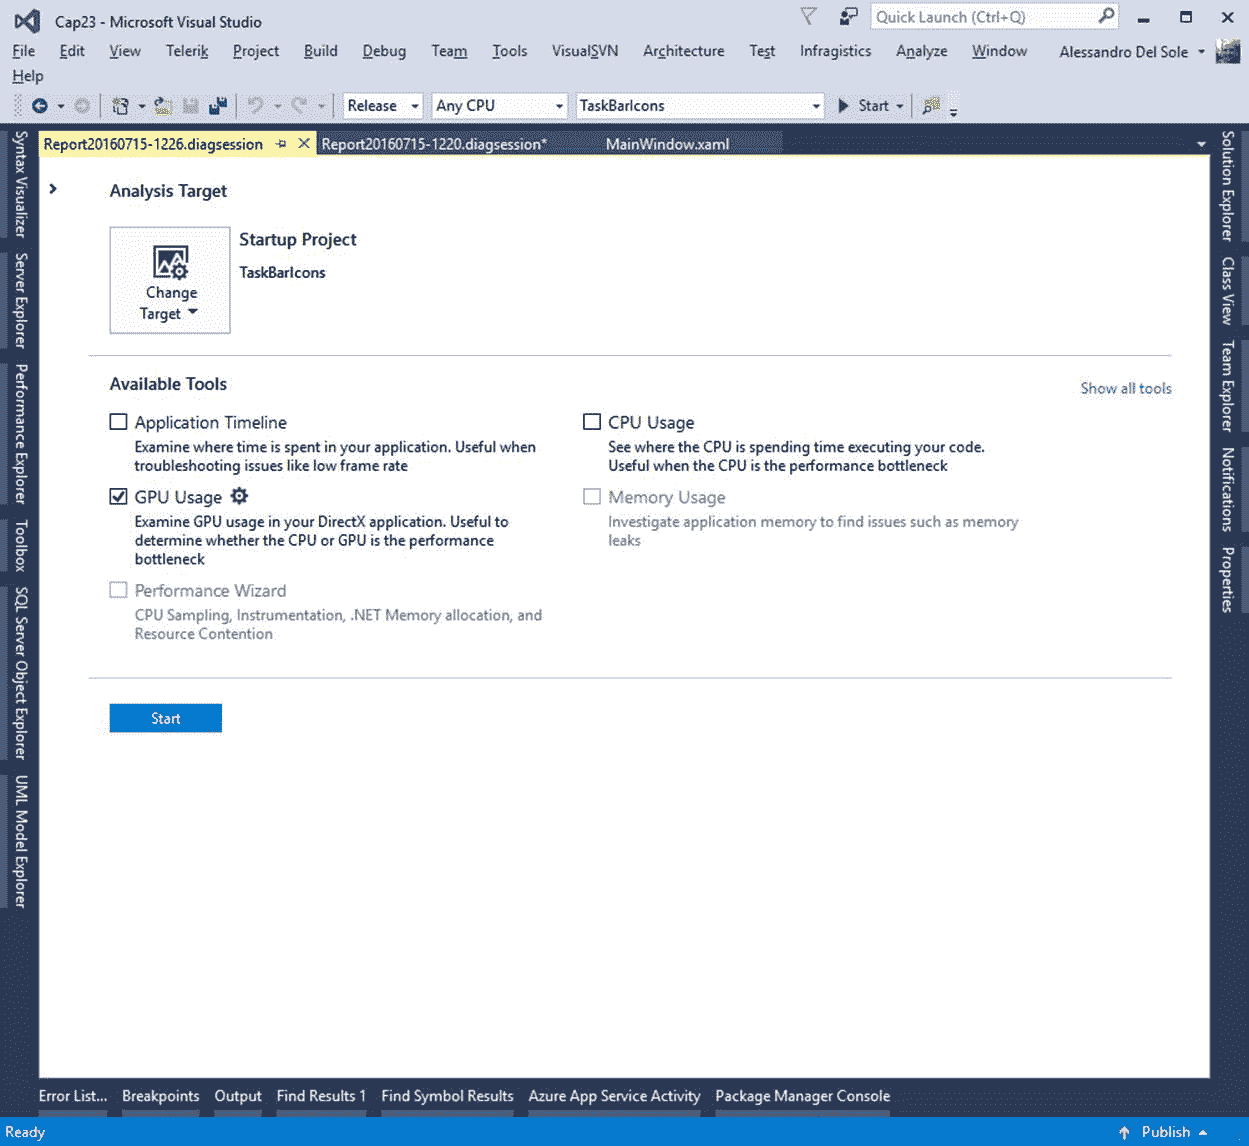 Cap23 - Microsoft Visual Studio
Quick Launch (Ctrl+Q)
File Edit View Telerik Project Build Debug Team Tools VisualSVN Architecture Test Infragistics Analyze Window Alessandro Del Sole
Help
Release Any CPU TaskBarIcons Start
Report20160715-1226.diagsession Report20160715-1220.diagsession* MainWindow.xaml
Syntax Visualizer
Server Explorer
Performance Explorer
Toolbox
SQL Server Object Explorer
UML Model Explorer
Analysis Target
Change
Target
Startup Project
TaskBarIcons
Available Tools
Show all tools
Application Timeline
Examine where time is spent in your application. Useful when
troubleshooting issues like low frame rate
CPU Usage
See where the CPU is spending time executing your code.
Useful when the CPU is the performance bottleneck
GPU Usage
Examine GPU usage in your DirectX application. Useful to
determine whether the CPU or GPU is the performance
bottleneck
Memory Usage
Investigate application memory to find issues such as memory
leaks
Performance Wizard
CPU Sampling, Instrumentation, .NET Memory allocation, and
Resource Contention
Start
Solution Explorer
Class View
Team Explorer
Notifications
Properties
Error List... Breakpoints Output Find Results 1 Find Symbol Results Azure App Service Activity Package Manager Console
Ready Publish